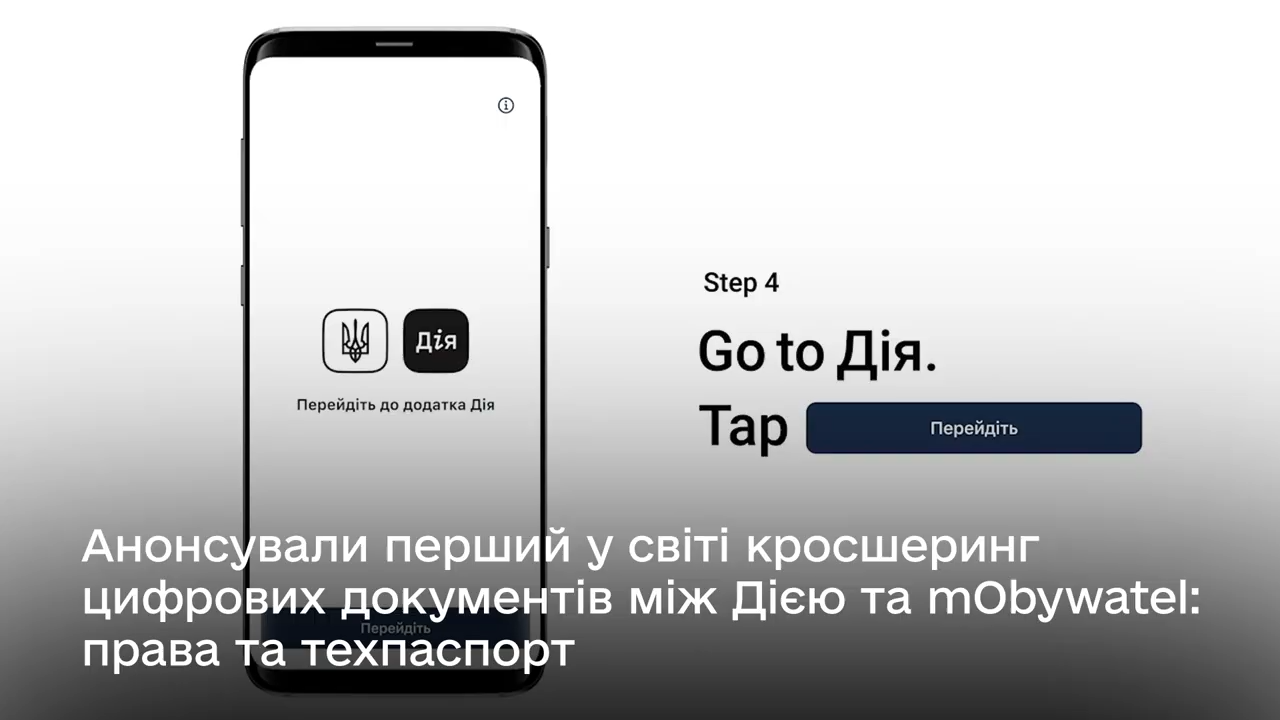 Дія
Перейдіть до додатка Дія
Step 4
Go to Дія.
Tap Перейдіть
Анонсували перший у світі кросшеринг
цифрових документів між Дією та mObywatel:
права та техпаспорт
Перейдіть